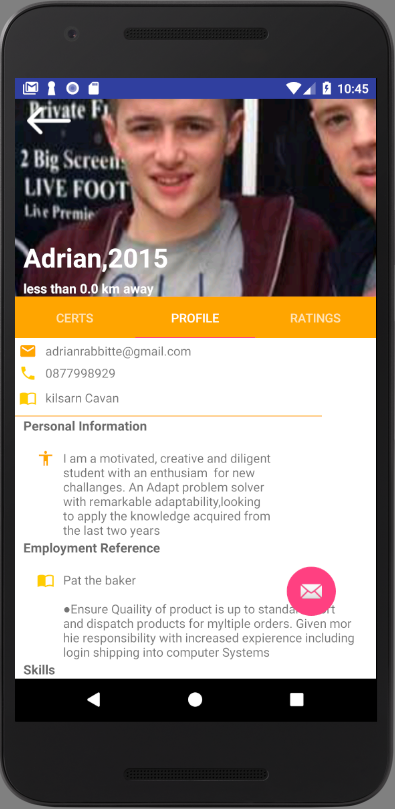 10:45
Private F
2 Big Screens
LIVE FOOT
Live Premie
Adrian,2015
less than 0.0 km away
CERTS PROFILE RATINGS
adrianrabbitte@gmail.com
0877998929
kilsarn Cavan
Personal Information
I am a motivated, creative and diligent
student with an enthusiam for new
challanges. An Adapt problem solver
with remarkable adaptability,looking
to apply the knowledge acquired from
the last two years
Employment Reference
Pat the baker
●Ensure Quaility of product is up to standa rt
and dispatch products for myltiple orders. Given mor
hie responsibility with increased expierence including
login shipping into computer Systems
Skills